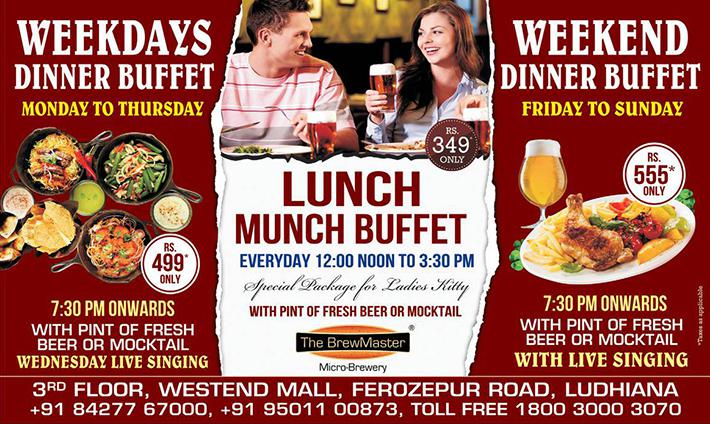 WEEKDAYS
DINNER BUFFET
MONDAY TO THURSDAY
RS.
499*
ONLY
7:30 PM ONWARDS
WITH PINT OF FRESH
BEER OR MOCKTAIL
WEDNESDAY LIVE SINGING
RS.
349*
ONLY
LUNCH
MUNCH BUFFET
EVERYDAY 12:00 NOON TO 3:30 PM
Special Package for Ladies Kitty
WITH PINT OF FRESH BEER OR MOCKTAIL
The BrewMaster®
Micro-Brewery
WEEKEND
DINNER BUFFET
FRIDAY TO SUNDAY
RS.
555*
ONLY
7:30 PM ONWARDS
WITH PINT OF FRESH
BEER OR MOCKTAIL
WITH LIVE SINGING
*Taxes as applicable
3RD FLOOR, WESTEND MALL, FEROZEPUR ROAD, LUDHIANA
+91 84277 67000, +91 95011 00873, TOLL FREE 1800 3000 3070